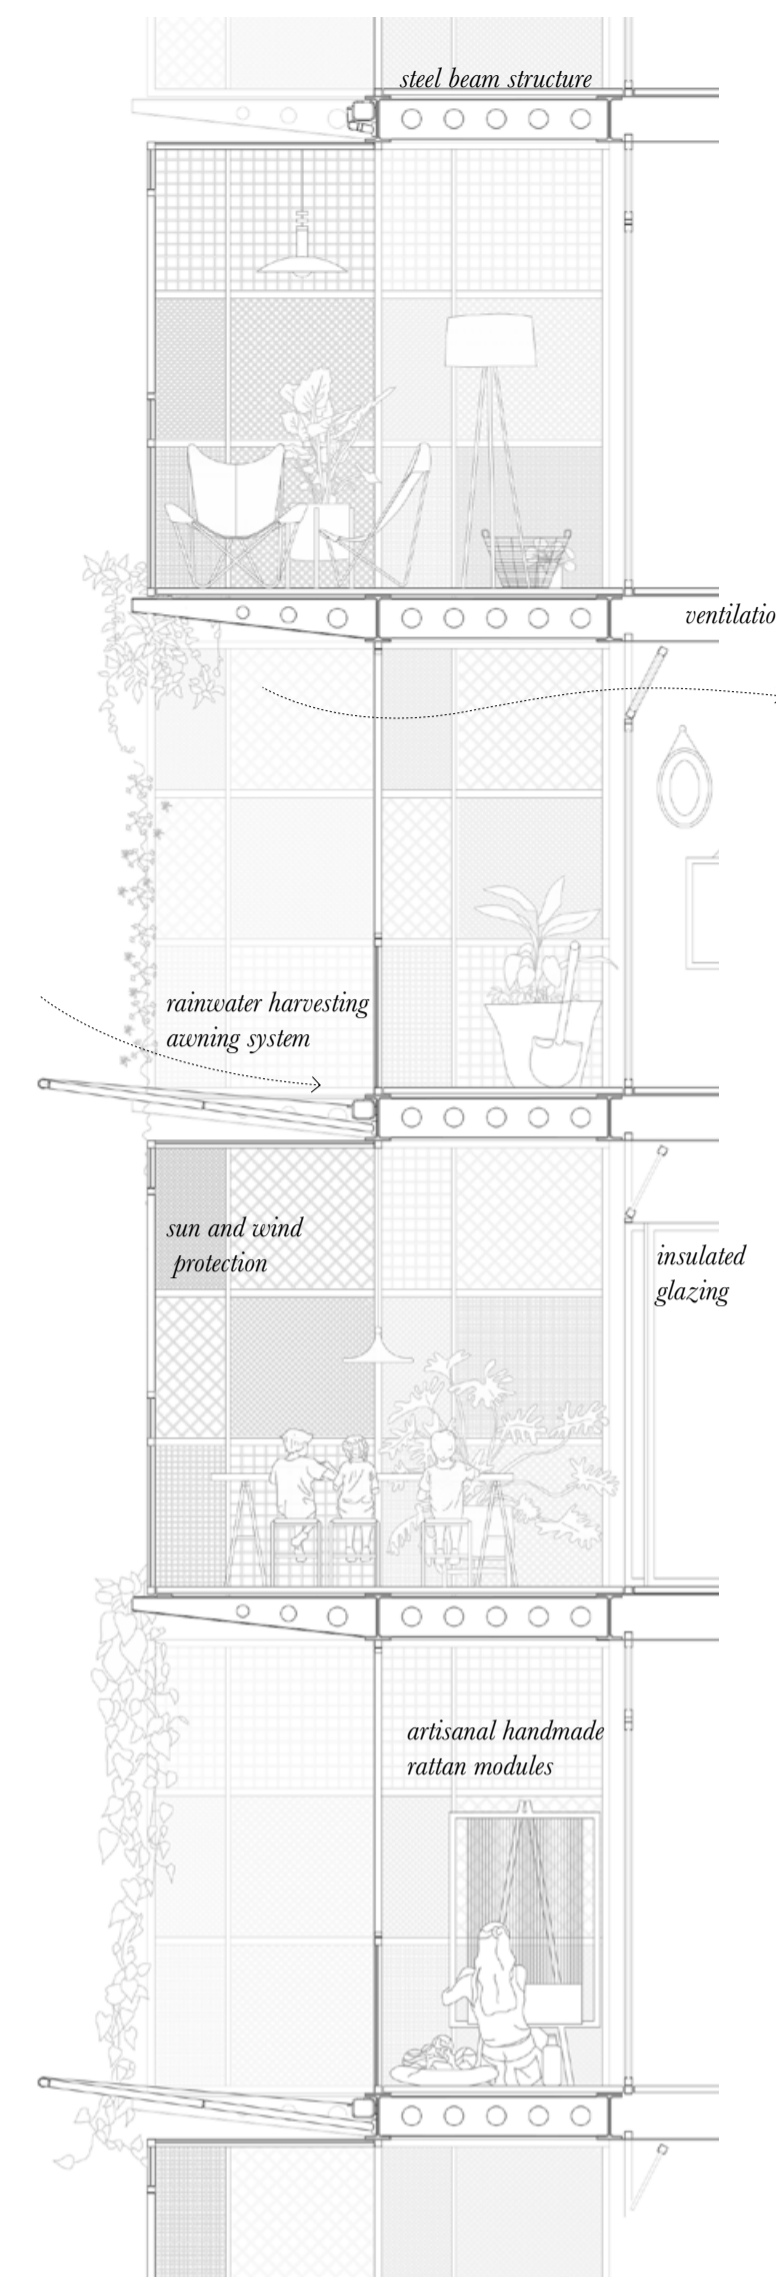 steel beam structure
ventilatio
rainwater harvesting
awning system
sun and wind
protection
insulated
glazing
artisanal handmade
rattan modules